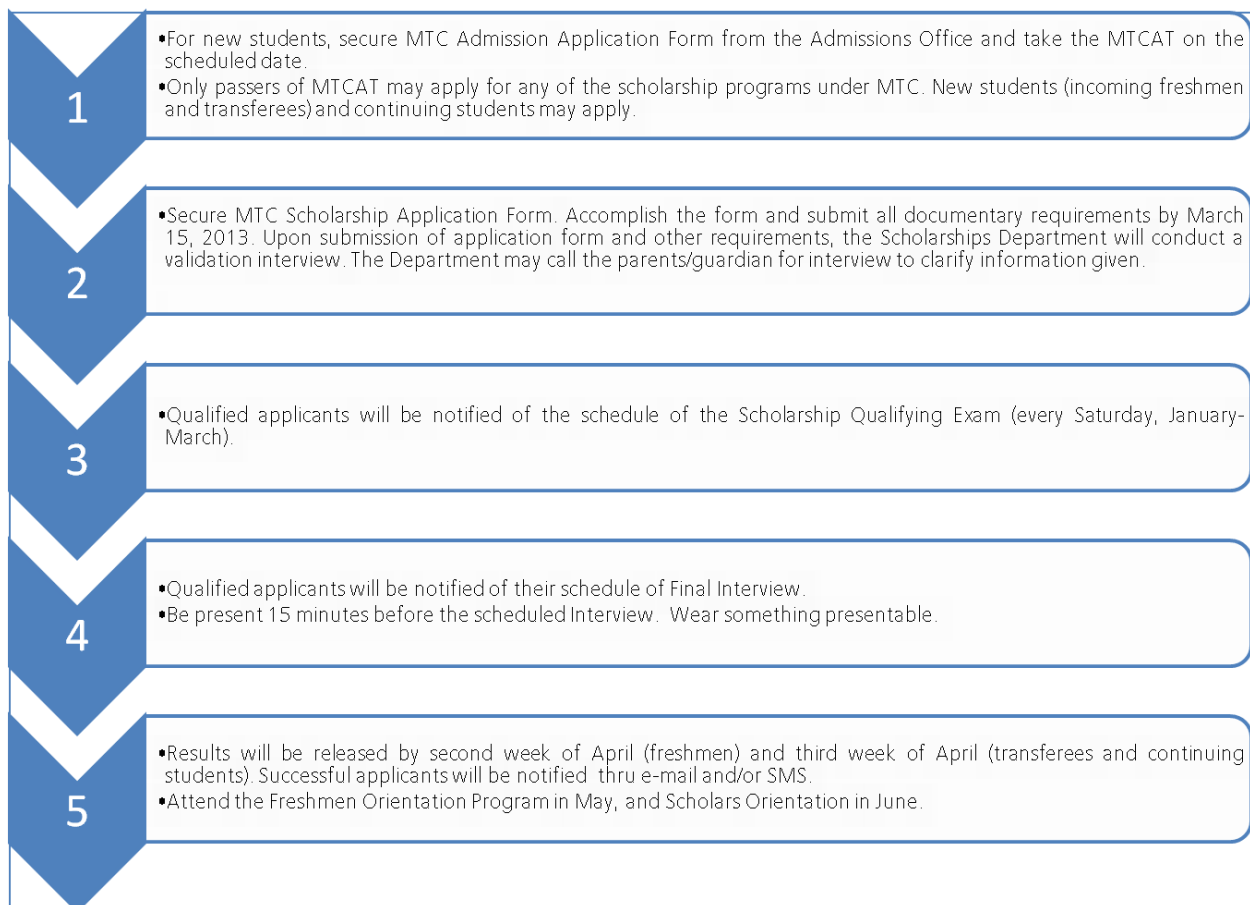 1
•For new students, secure MTC Admission Application Form from the Admissions Office and take the MTCAT on the
scheduled date.
•Only passers of MTCAT may apply for any of the scholarship programs under MTC. New students (incoming freshmen
and transferees) and continuing students may apply.
2
•Secure MTC Scholarship Application Form. Accomplish the form and submit all documentary requirements by March
15, 2013. Upon submission of application form and other requirements, the Scholarships Department will conduct a
validation interview. The Department may call the parents/guardian for interview to clarify information given.
3
•Qualified applicants will be notified of the schedule of the Scholarship Qualifying Exam (every Saturday, January-
March).
4
•Qualified applicants will be notified of their schedule of Final Interview.
•Be present 15 minutes before the scheduled Interview. Wear something presentable.
5
•Results will be released by second week of April (freshmen) and third week of April (transferees and continuing
students). Successful applicants will be notified thru e-mail and/or SMS.
•Attend the Freshmen Orientation Program in May, and Scholars Orientation in June.